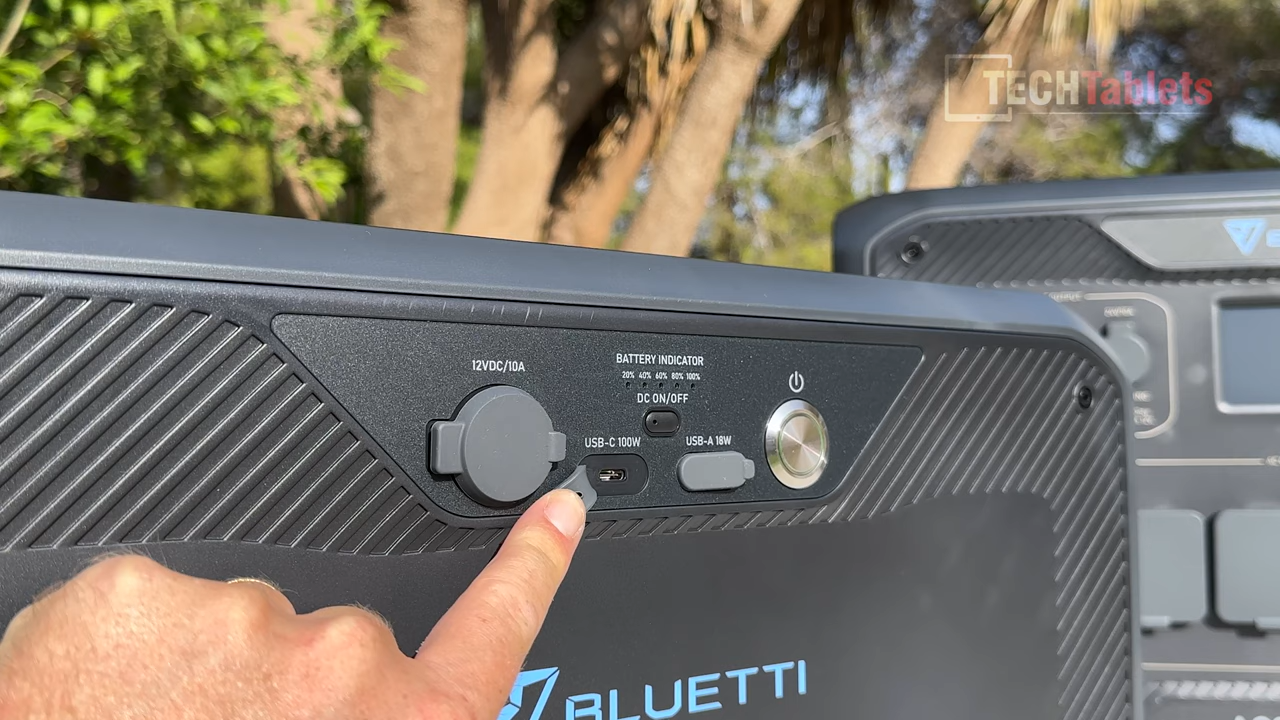 TECHTablets
12VDC/10A
BATTERY INDICATOR
20% 40% 60% 80% 100%
DC ON/OFF
USB-C 100W
USB-A 18W
BLUETTI